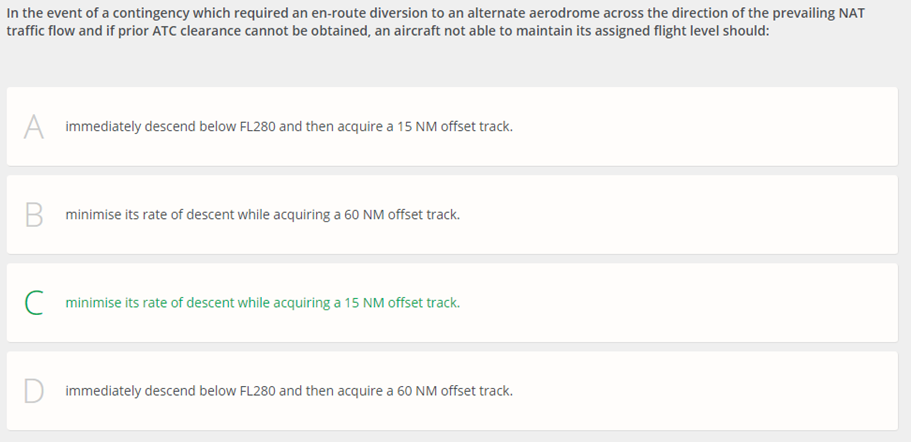 In the event of a contingency which required an en-route diversion to an alternate aerodrome across the direction of the prevailing NAT
traffic flow and if prior ATC clearance cannot be obtained, an aircraft not able to maintain its assigned flight level should:
A immediately descend below FL280 and then acquire a 15 NM offset track.
B minimise its rate of descent while acquiring a 60 NM offset track.
C minimise its rate of descent while acquiring a 15 NM offset track.
D immediately descend below FL280 and then acquire a 60 NM offset track.